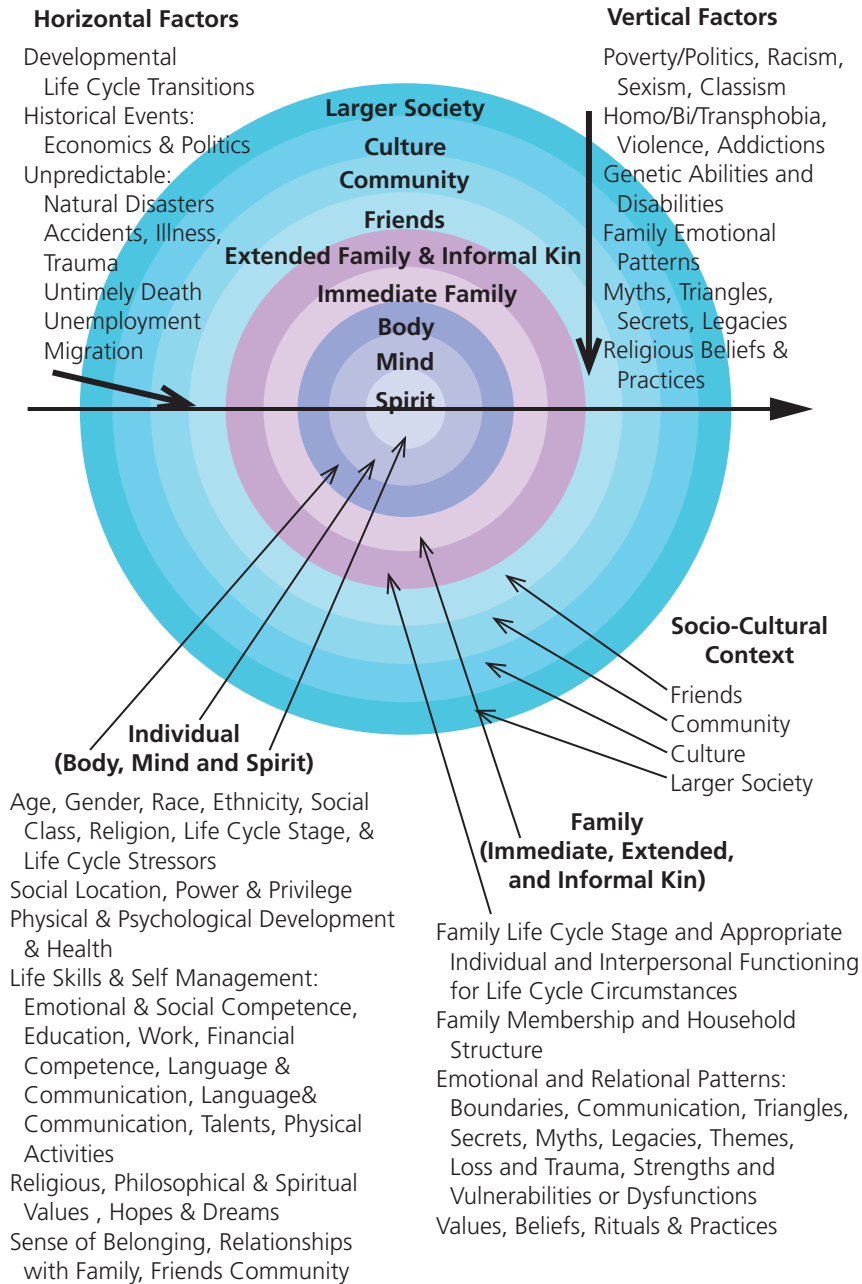 Horizontal Factors
Developmental
Life Cycle Transitions
Historical Events:
Economics & Politics
Unpredictable:
Natural Disasters
Accidents, Illness,
Trauma
Untimely Death
Unemployment
Migration
Vertical Factors
Poverty/Politics, Racism,
Sexism, Classism
Homo/Bi/Transphobia,
Violence, Addictions
Genetic Abilities and
Disabilities
Family Emotional
Patterns
Myths, Triangles,
Secrets, Legacies
Religious Beliefs &
Practices
Larger Society
Culture
Community
Friends
Extended Family & Informal Kin
Immediate Family
Body
Mind
Spirit
Socio-Cultural
Context
Friends
Community
Culture
Larger Society
Individual
(Body, Mind and Spirit)
Age, Gender, Race, Ethnicity, Social
Class, Religion, Life Cycle Stage, &
Life Cycle Stressors
Social Location, Power & Privilege
Physical & Psychological Development
& Health
Life Skills & Self Management:
Emotional & Social Competence,
Education, Work, Financial
Competence, Language &
Communication, Language&
Communication, Talents, Physical
Activities
Religious, Philosophical & Spiritual
Values , Hopes & Dreams
Sense of Belonging, Relationships
with Family, Friends Community
Family
(Immediate, Extended,
and Informal Kin)
Family Life Cycle Stage and Appropriate
Individual and Interpersonal Functioning
for Life Cycle Circumstances
Family Membership and Household
Structure
Emotional and Relational Patterns:
Boundaries, Communication, Triangles,
Secrets, Myths, Legacies, Themes,
Loss and Trauma, Strengths and
Vulnerabilities or Dysfunctions
Values, Beliefs, Rituals & Practices